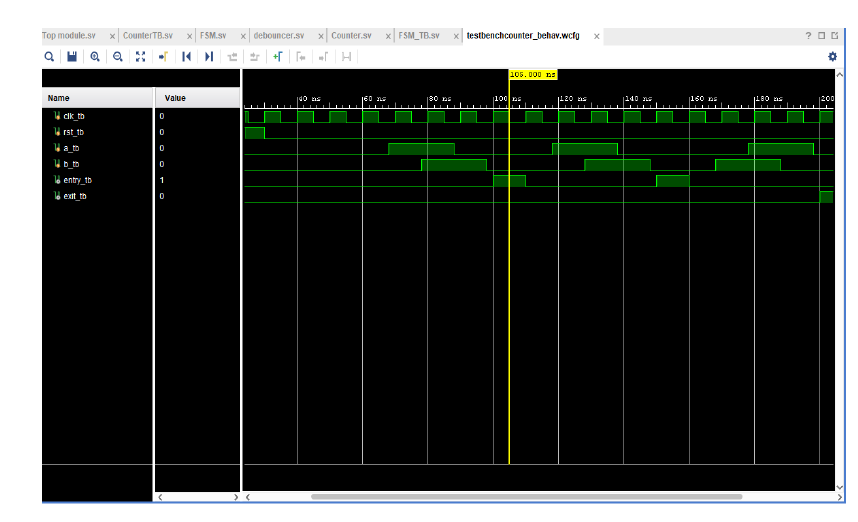 Top module.sv x CounterTB.sv x FSM.sv x debouncer.sv x Counter.sv x FSM_TB.sv x testbenchcounter_behav.wcfg x ?
106.000 ns
Name Value
40 ns 60 ns 80 ns 100 ns 120 ns 140 ns 160 ns 180 ns 200
clk_tb 0
rst_tb 0
a_tb 0
b_tb 0
entry_tb 1
exit_tb 0